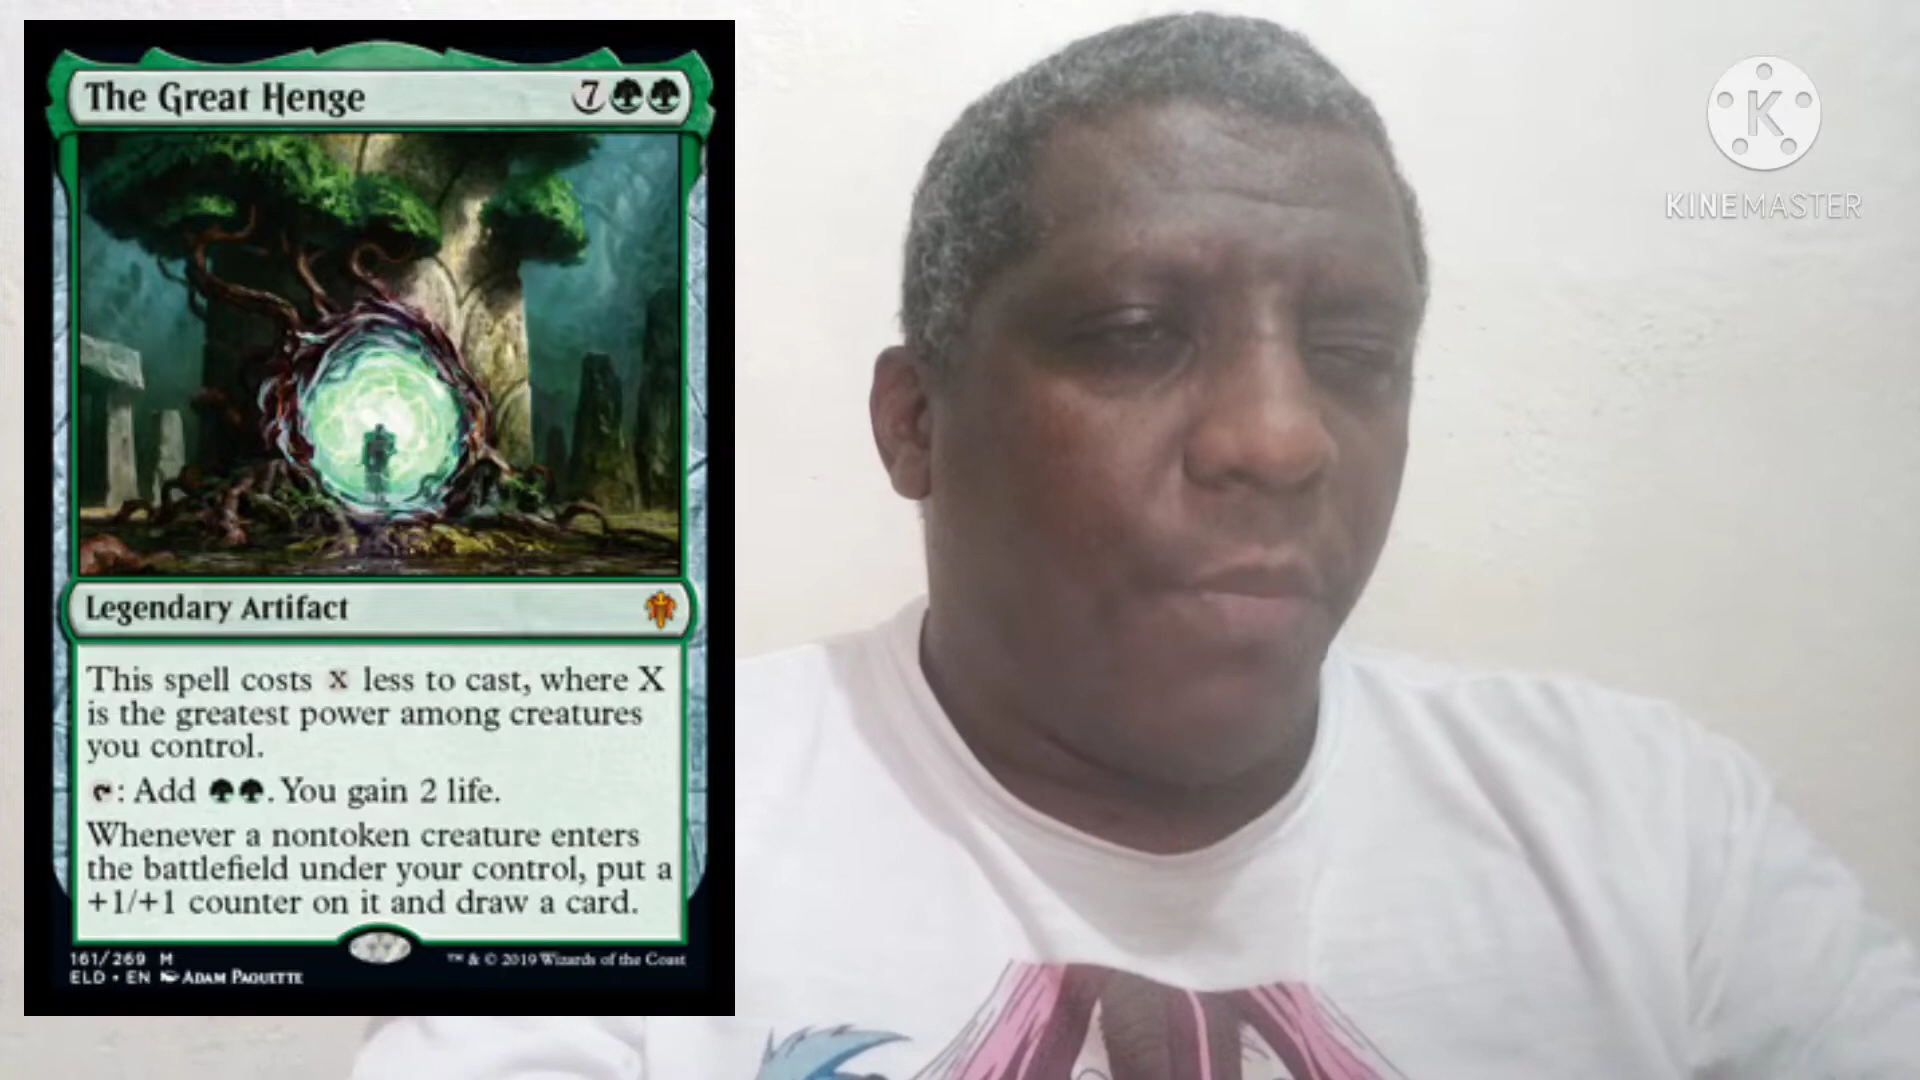 The Great Henge 7
Legendary Artifact
This spell costs X less to cast, where X
is the greatest power among creatures
you control.
: Add . You gain 2 life.
Whenever a nontoken creature enters
the battlefield under your control, put a
+1/+1 counter on it and draw a card.
161/269 M
ELD • EN ADAM PAQUETTE
™ & © 2019 Wizards of the Coast
K
KINEMASTER